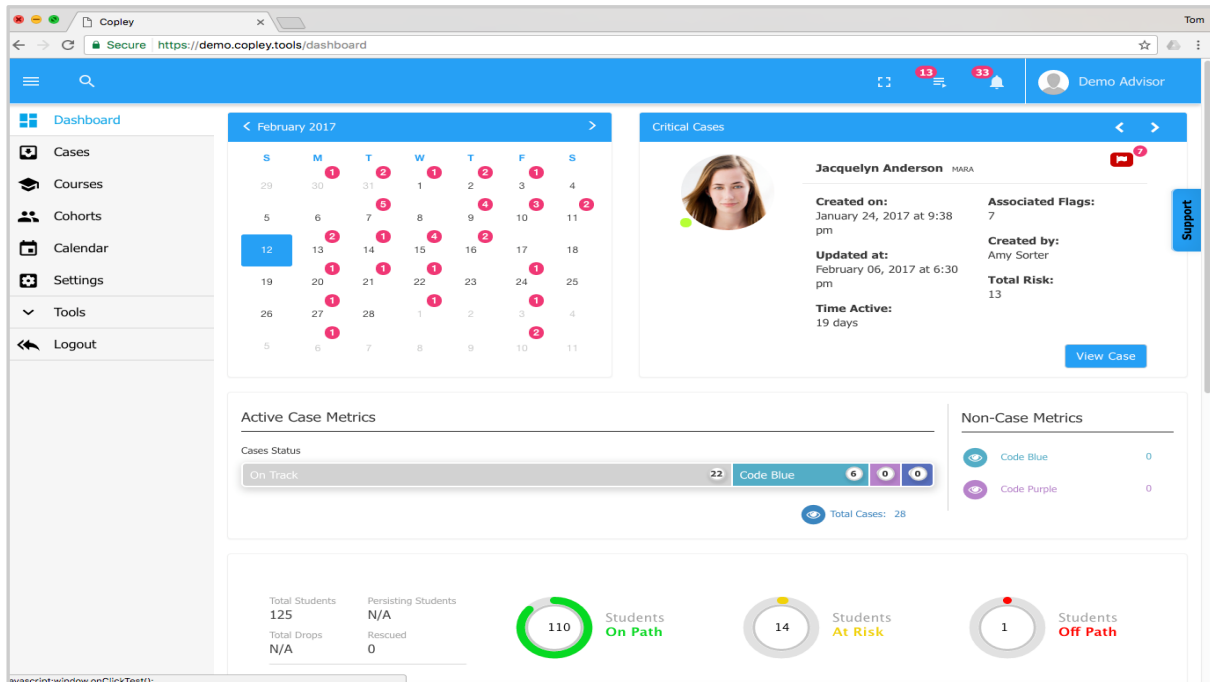 Copley
Tom
Secure https://demo.copley.tools/dashboard
13
33
Demo Advisor
Dashboard
Cases
Courses
Cohorts
Calendar
Settings
Tools
Logout
February 2017
S M T W T F S
1 2 1 2 1
29 30 31 1 2 3 4
5 4 3 2
5 6 7 8 9 10 11
2 1 4 2
12 13 14 15 16 17 18
1 1 1 1
19 20 21 22 23 24 25
1 1 1
26 27 28 1 2 3 4
1 2
5 6 7 8 9 10 11
Critical Cases
Jacquelyn Anderson MARA
7
Created on:
January 24, 2017 at 9:38
pm
Updated at:
February 06, 2017 at 6:30
pm
Time Active:
19 days
Associated Flags:
7
Created by:
Amy Sorter
Total Risk:
13
View Case
Support
Active Case Metrics
Cases Status
On Track 22 Code Blue 6 0 0
Total Cases: 28
Non-Case Metrics
Code Blue 0
Code Purple 0
Total Students
125
Persisting Students
N/A
Total Drops
N/A
Rescued
0
110
Students
On Path
14
Students
At Risk
1
Students
Off Path